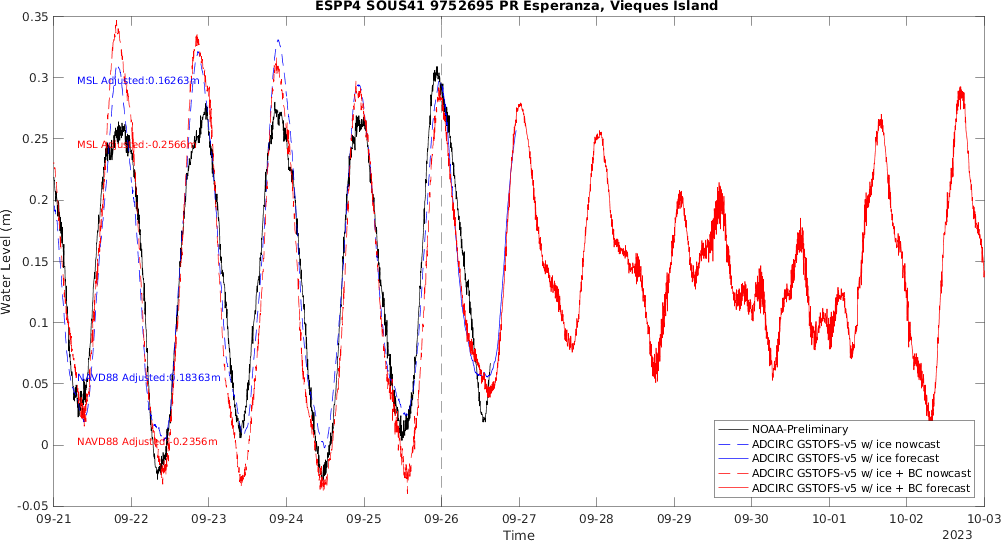 ESPP4 SOUS41 9752695 PR Esperanza, Vieques Island
0.35
0.3
0.25
0.2
0.15
0.1
0.05
0
-0.05
Water Level (m)
MSL Adjusted:0.16263m
MSL Adjusted:-0.2566m
NAVD88 Adjusted:0.18363m
NAVD88 Adjusted:-0.2356m
NOAA-Preliminary
ADCIRC GSTOFS-v5 w/ ice nowcast
ADCIRC GSTOFS-v5 w/ ice forecast
ADCIRC GSTOFS-v5 w/ ice + BC nowcast
ADCIRC GSTOFS-v5 w/ ice + BC forecast
09-21 09-22 09-23 09-24 09-25 09-26 09-27 09-28 09-29 09-30 10-01 10-02 10-03
Time
2023